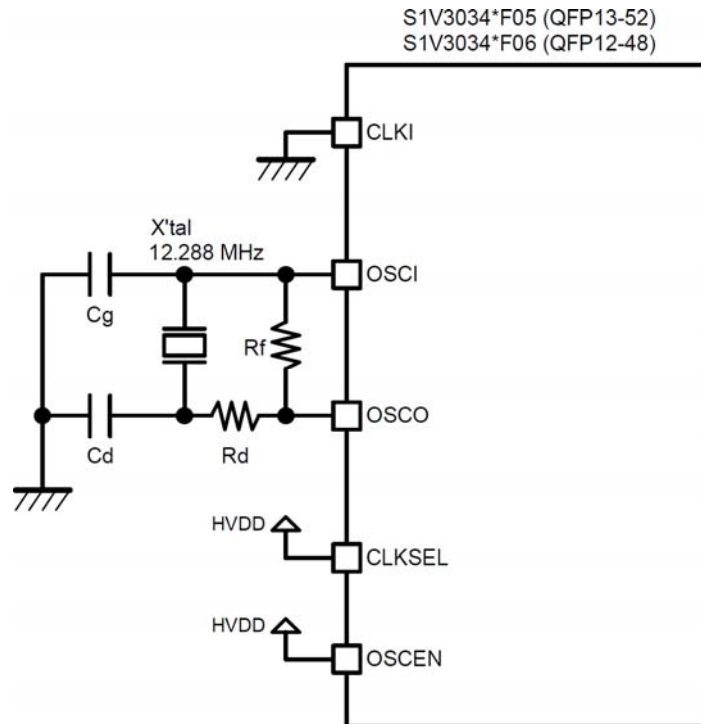 S1V3034*F05 (QFP13-52)
S1V3034*F06 (QFP12-48)
CLKI
X'tal
12.288 MHz
OSCI
Cg
Rf
OSCO
Cd
Rd
HVDD
CLKSEL
HVDD
OSCEN